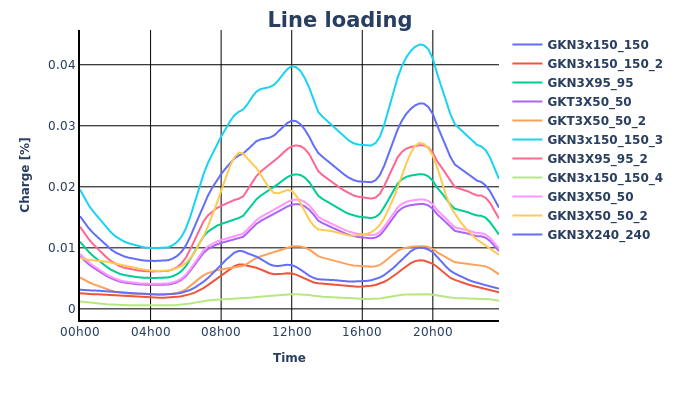 Line loading
Charge [%]
0.04
0.03
0.02
0.01
0
00h00 04h00 08h00 12h00 16h00 20h00
Time
GKN3x150_150
GKN3x150_150_2
GKN3X95_95
GKT3X50_50
GKT3X50_50_2
GKN3x150_150_3
GKN3X95_95_2
GKN3x150_150_4
GKN3X50_50
GKN3X50_50_2
GKN3X240_240